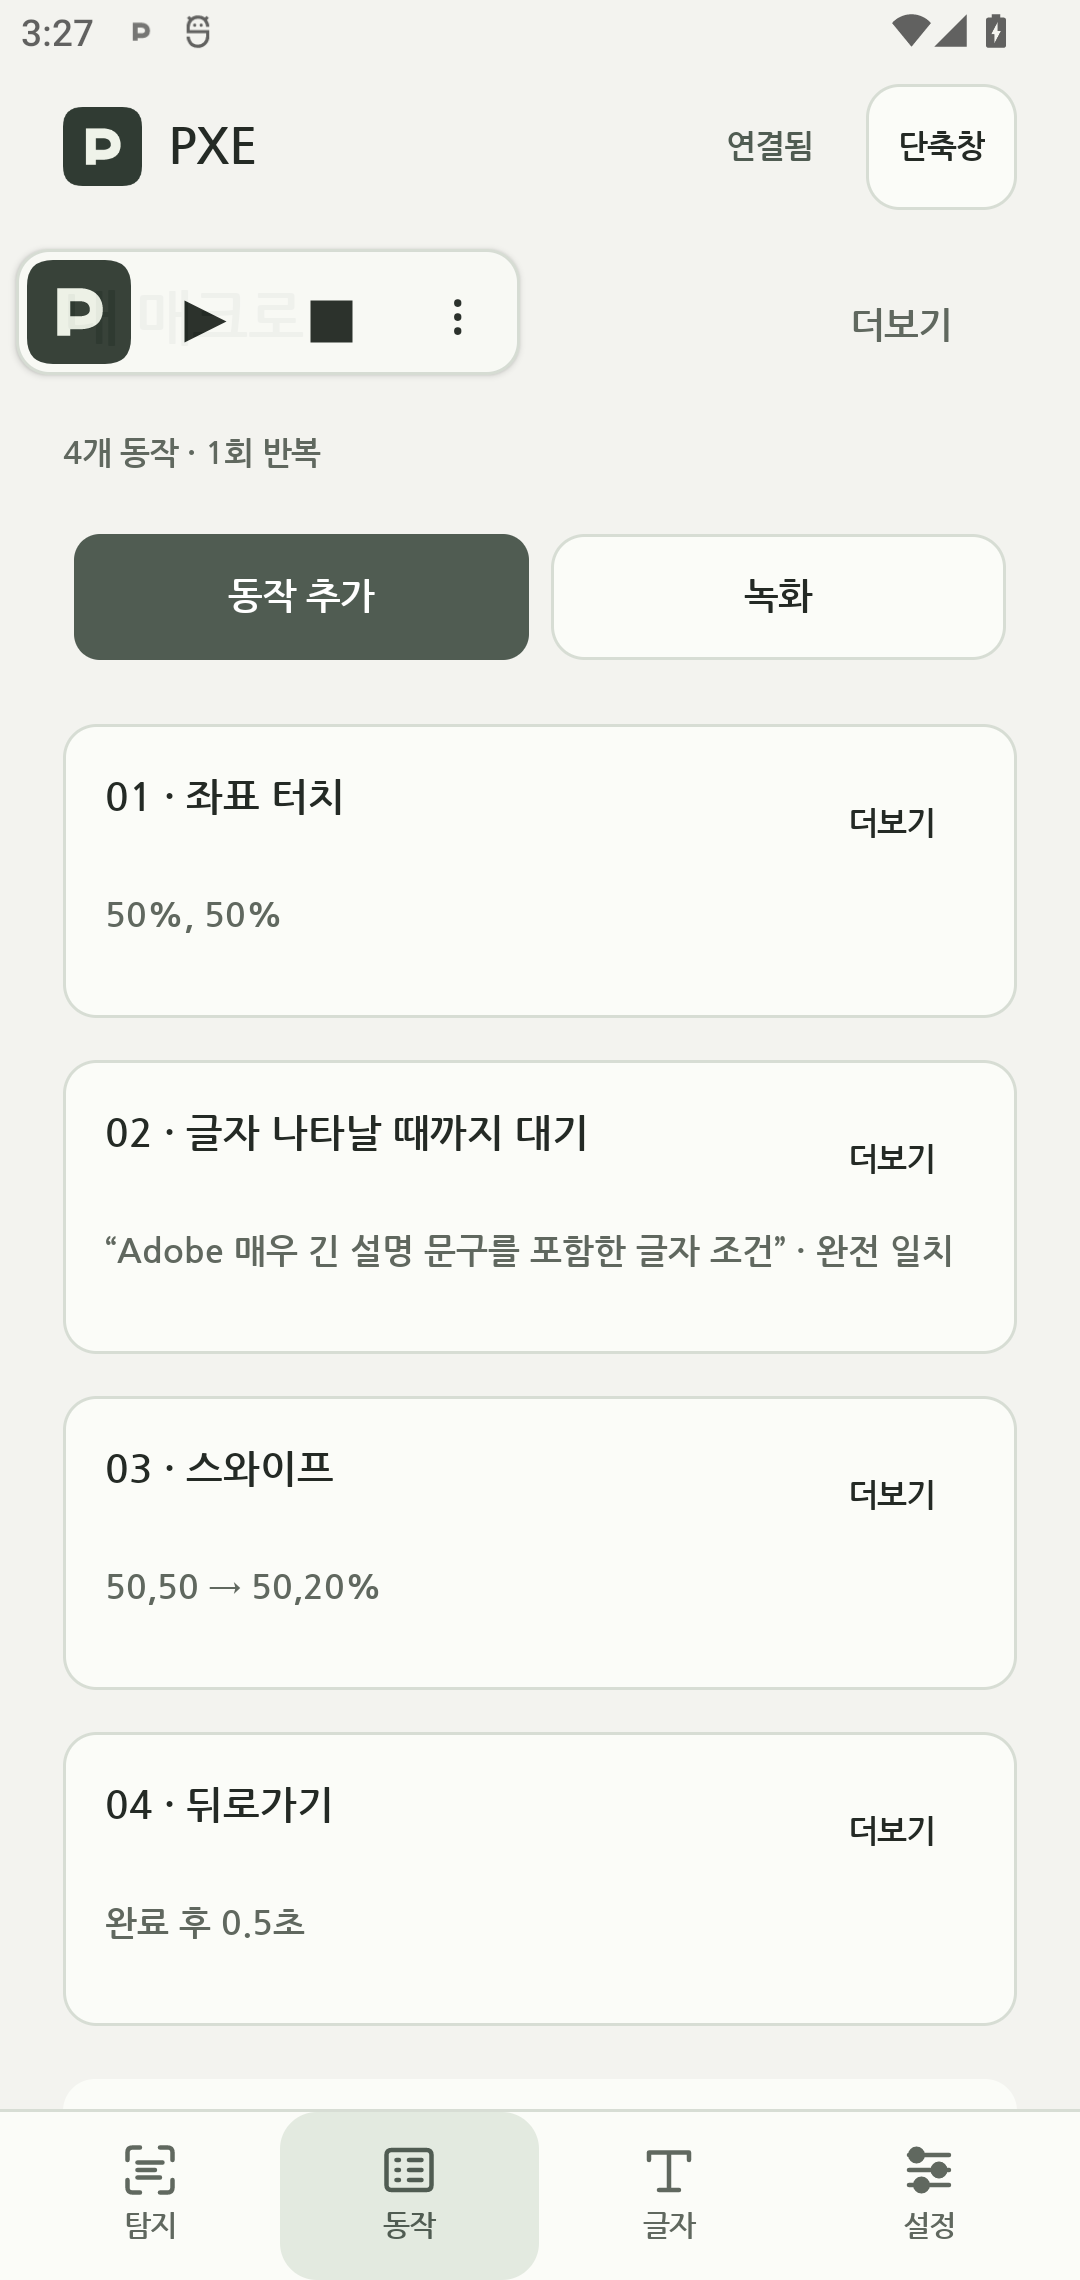 3:27
PXE
연결됨
단축창
내 매크로
더보기
4개 동작 · 1회 반복
동작 추가
녹화
01 · 좌표 터치
더보기
50%, 50%
02 · 글자 나타날 때까지 대기
더보기
“Adobe 매우 긴 설명 문구를 포함한 글자 조건” · 완전 일치
03 · 스와이프
더보기
50,50 → 50,20%
04 · 뒤로가기
더보기
완료 후 0.5초
탐지
동작
글자
설정